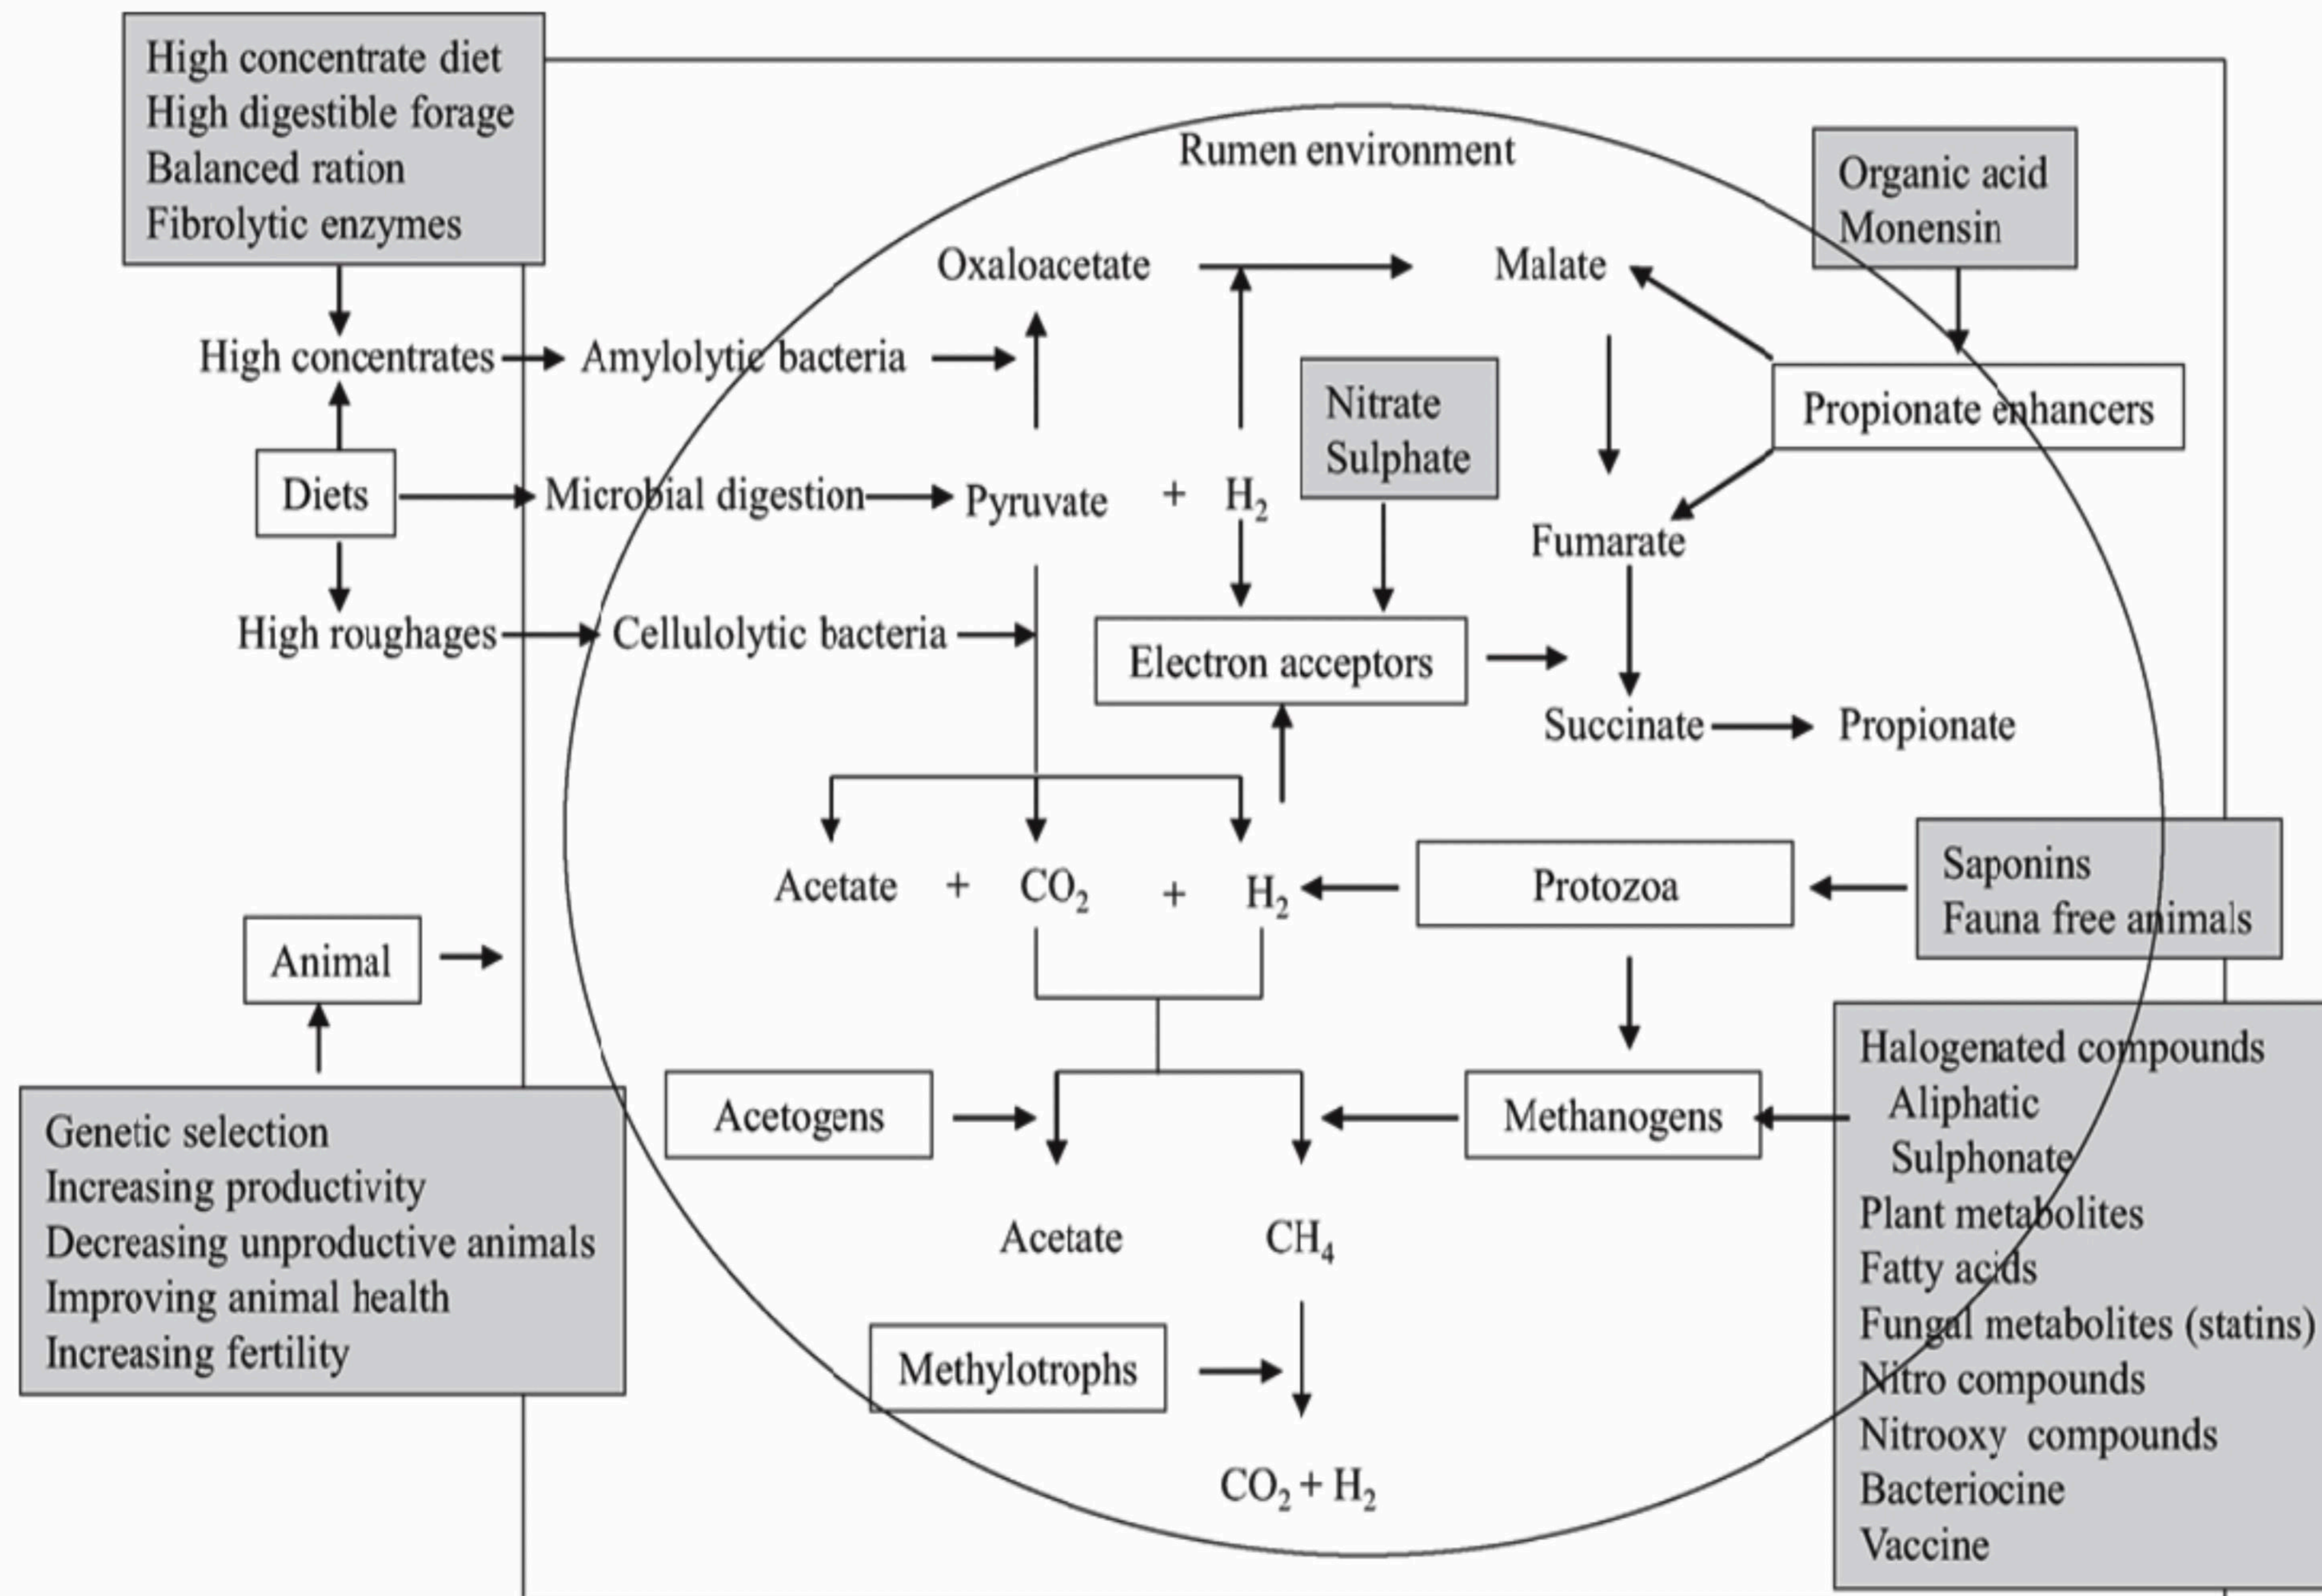 High concentrate diet
High digestible forage
Balanced ration
Fibrolytic enzymes
Rumen environment
Organic acid
Monensin
Oxaloacetate
Malate
High concentrates
Amylolytic bacteria
Nitrate
Sulphate
Propionate enhancers
Diets
Microbial digestion
Pyruvate + H₂
Fumarate
High roughages
Cellulolytic bacteria
Electron acceptors
Succinate
Propionate
Acetate + CO₂ + H₂
Protozoa
Saponins
Fauna free animals
Animal
Genetic selection
Increasing productivity
Decreasing unproductive animals
Improving animal health
Increasing fertility
Acetogens
Methanogens
Halogenated compounds
Aliphatic
Sulphonate
Plant metabolites
Fatty acids
Fungal metabolites (statins)
Nitro compounds
Nitrooxy compounds
Bacteriocine
Vaccine
Acetate
CH₄
Methylotrophs
CO₂ + H₂